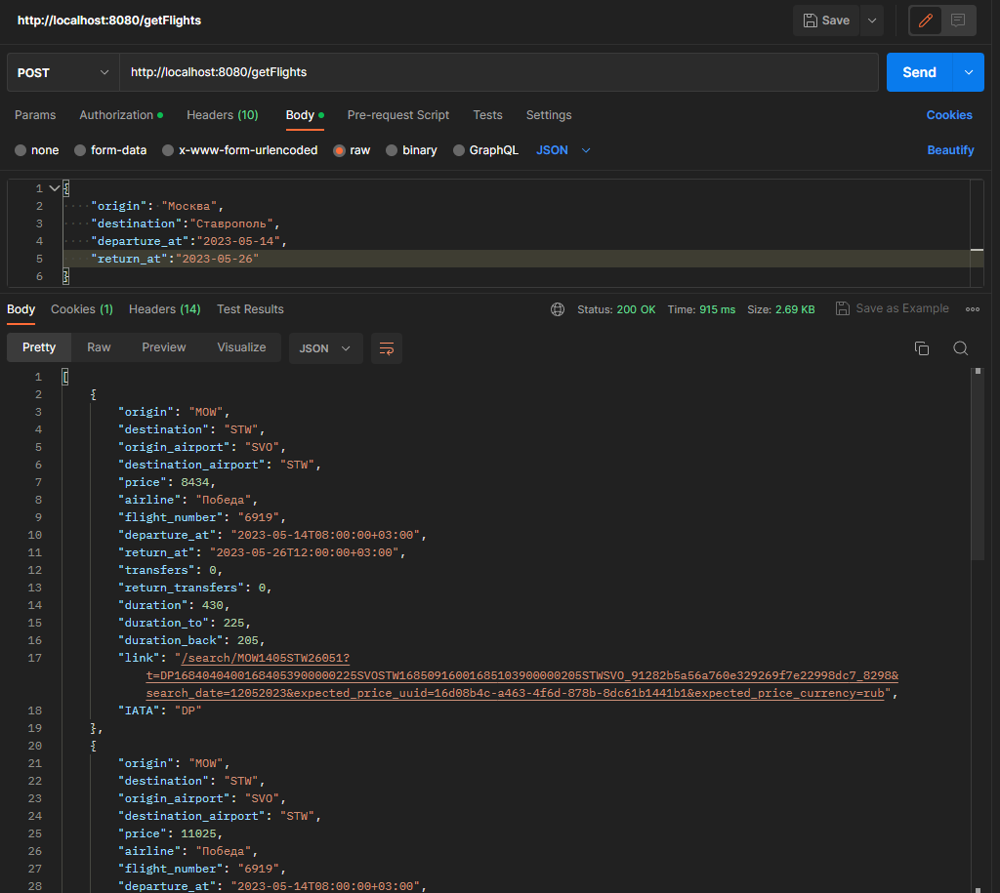 http://localhost:8080/getFlights
Save
POST
http://localhost:8080/getFlights
Send
Params Authorization Headers (10) Body Pre-request Script Tests Settings Cookies
none form-data x-www-form-urlencoded raw binary GraphQL JSON Beautify
1 {
2 "origin": "Москва",
3 "destination":"Ставрополь",
4 "departure_at":"2023-05-14",
5 "return_at":"2023-05-26"
6 }
Body Cookies (1) Headers (14) Test Results Status: 200 OK Time: 915 ms Size: 2.69 KB Save as Example
Pretty Raw Preview Visualize JSON
1 [
2 {
3 "origin": "MOW",
4 "destination": "STW",
5 "origin_airport": "SVO",
6 "destination_airport": "STW",
7 "price": 8434,
8 "airline": "Победа",
9 "flight_number": "6919",
10 "departure_at": "2023-05-14T08:00:00+03:00",
11 "return_at": "2023-05-26T12:00:00+03:00",
12 "transfers": 0,
13 "return_transfers": 0,
14 "duration": 430,
15 "duration_to": 225,
16 "duration_back": 205,
17 "link": "/search/MOW1405STW26051?
t=DP16840404001684053900000225SVOSTW16850916001685103900000205STWSVO_91282b5a56a760e329269f7e22998dc7_8298&
search_date=12052023&expected_price_uuid=16d08b4c-a463-4f6d-878b-8dc61b1441b1&expected_price_currency=rub",
18 "IATA": "DP"
19 },
20 {
21 "origin": "MOW",
22 "destination": "STW",
23 "origin_airport": "SVO",
24 "destination_airport": "STW",
25 "price": 11025,
26 "airline": "Победа",
27 "flight_number": "6919",
28 "departure_at": "2023-05-14T08:00:00+03:00",